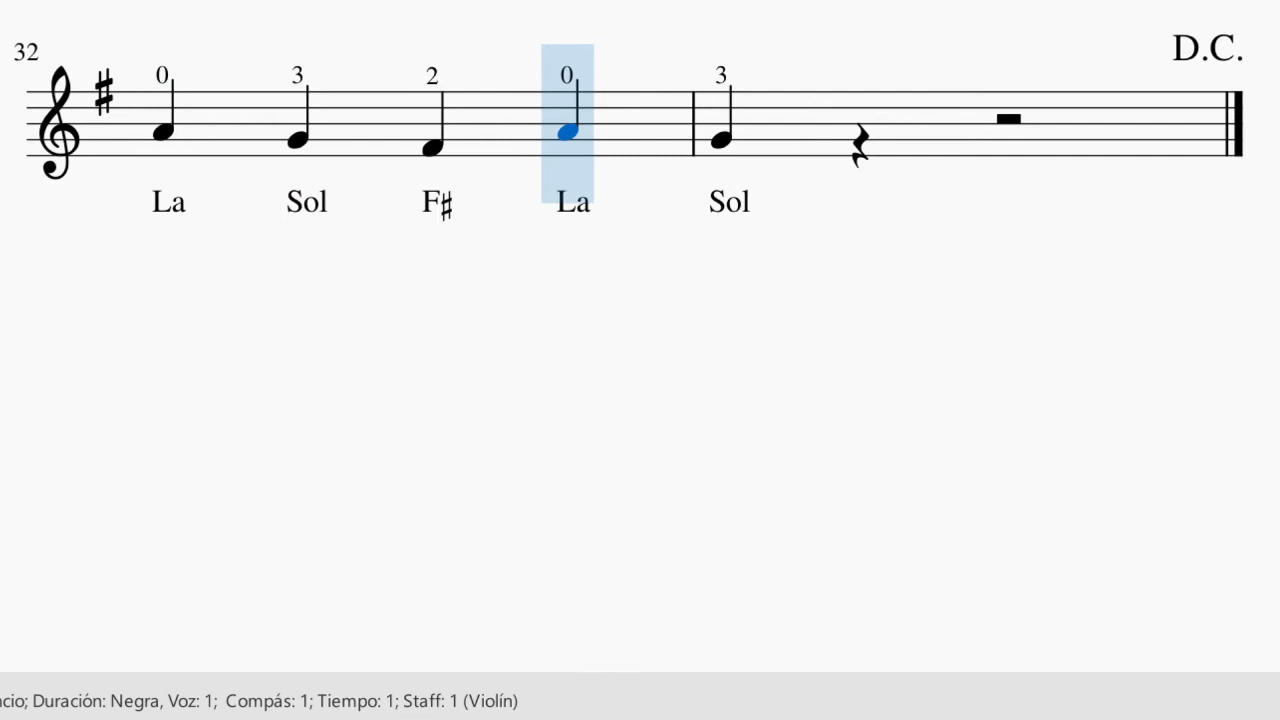 D.C.
32
0 3 2 0 3
La Sol F♯ La Sol
ncio; Duración: Negra, Voz: 1; Compás: 1; Tiempo: 1; Staff: 1 (Violín)